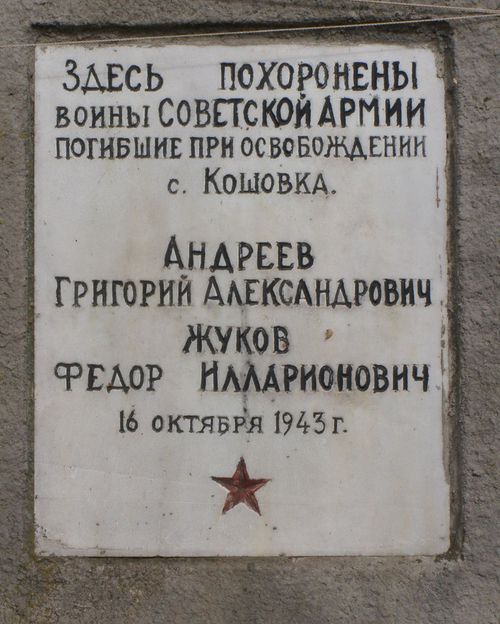 ЗДЕСЬ ПОХОРОНЕНЫ
ВОИНЫ СОВЕТСКОЙ АРМИИ
ПОГИБШИЕ ПРИ ОСВОБОЖДЕНИИ
с. КОШОВКА.
АНДРЕЕВ
ГРИГОРИЙ АЛЕКСАНДРОВИЧ
ЖУКОВ
ФЕДОР ИЛЛАРИОНОВИЧ
16 ОКТЯБРЯ 1943 г.